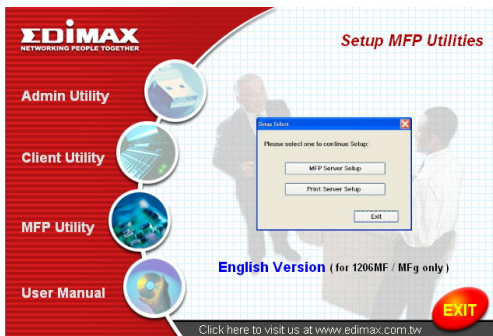 EDIMAX
NETWORKING PEOPLE TOGETHER
Setup MFP Utilities
Admin Utility
Client Utility
MFP Utility
User Manual
Setup Select
Please select one to continue Setup:
MFP Server Setup
Print Server Setup
Exit
English Version ( for 1206MF / MFg only )
EXIT
Click here to visit us at www.edimax.com.tw